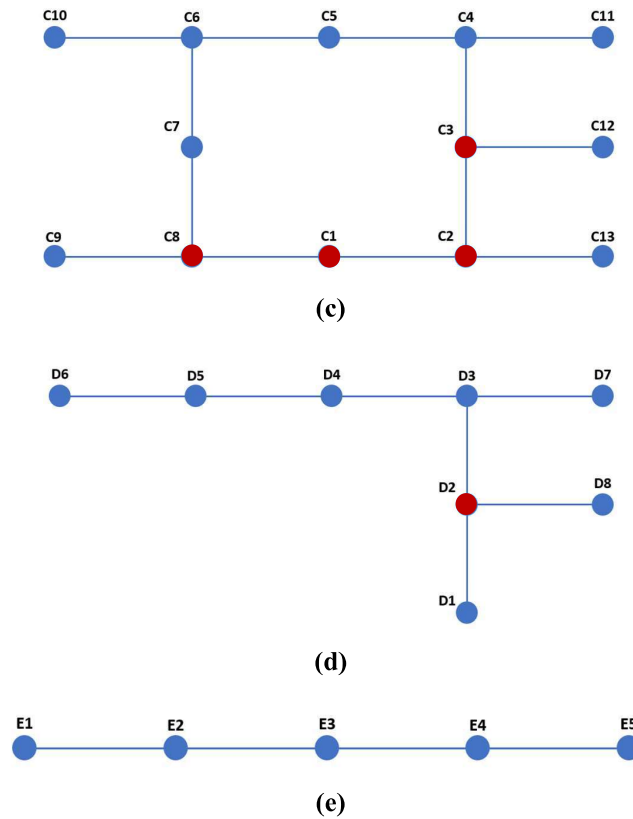 C10 C6 C5 C4 C11
C7 C3 C12
C9 C8 C1 C2 C13
(c)
D6 D5 D4 D3 D7
D2 D8
D1
(d)
E1 E2 E3 E4 E5
(e)